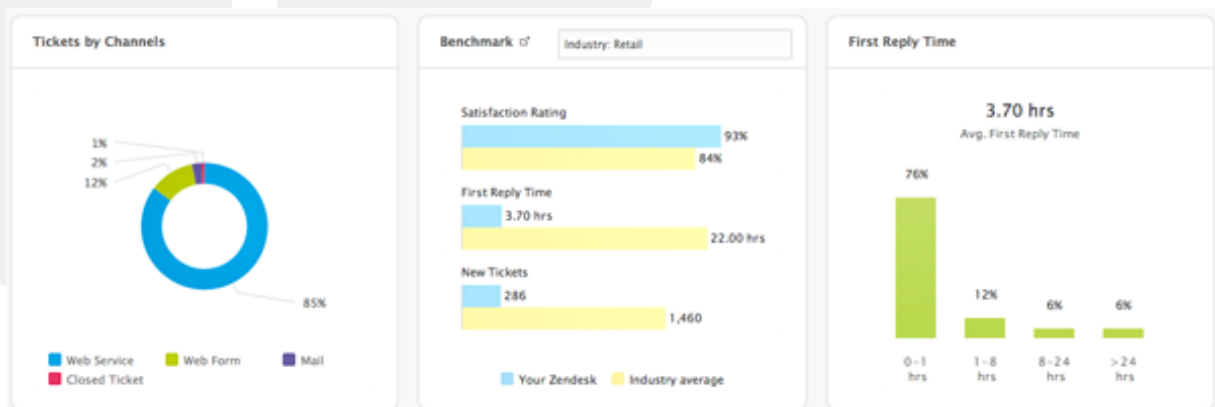 Tickets by Channels
1%
2%
12%
85%
Web Service Web Form Mail
Closed Ticket
Benchmark Industry: Retail
Satisfaction Rating
93%
84%
First Reply Time
3.70 hrs
22.00 hrs
New Tickets
286
1,460
Your Zendesk Industry average
First Reply Time
3.70 hrs
Avg. First Reply Time
76%
12% 6% 6%
0-1 1-8 8-24 >24
hrs hrs hrs hrs